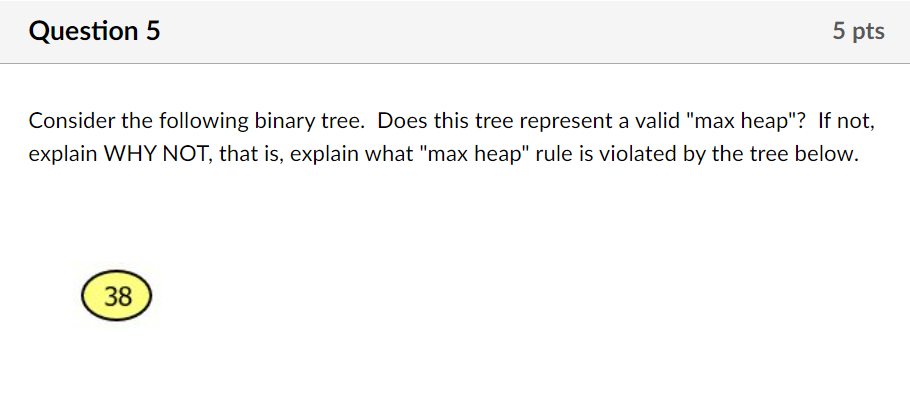 Question 5
5 pts
Consider the following binary tree. Does this tree represent a valid "max heap"? If not,
explain WHY NOT, that is, explain what "max heap" rule is violated by the tree below.
38